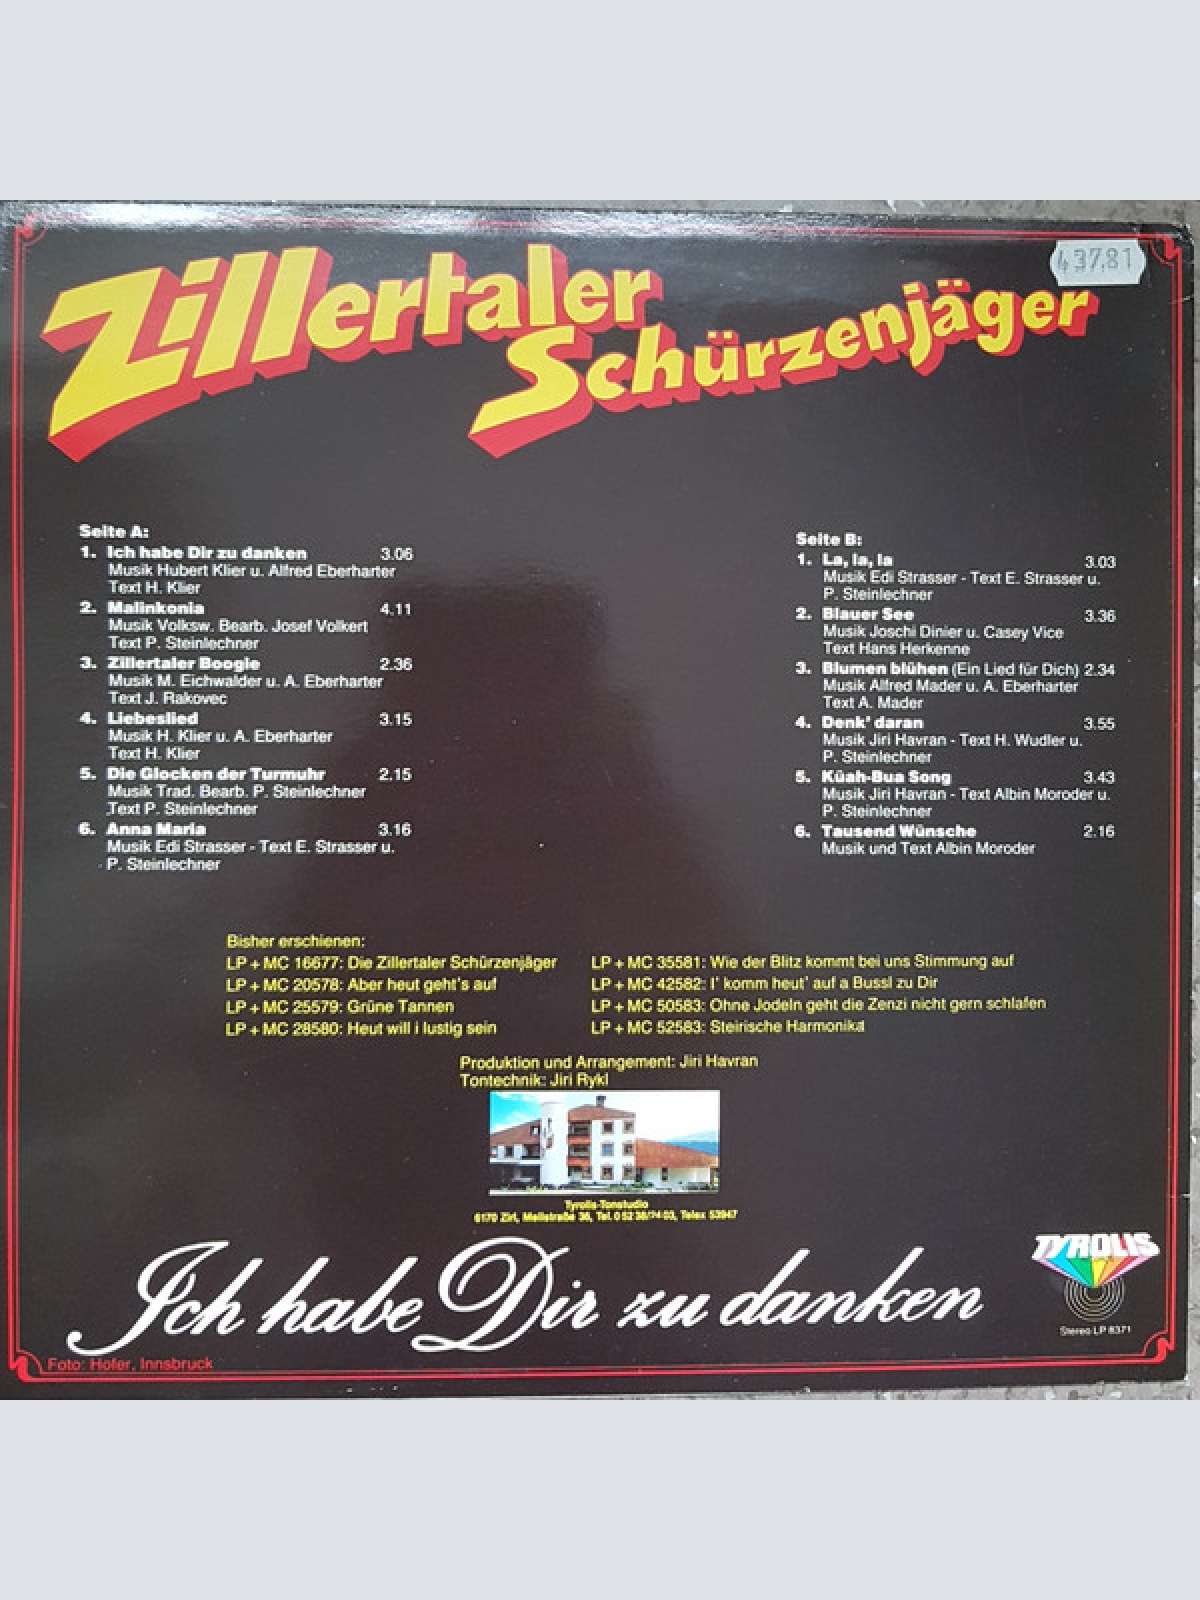 437.81
Zillertaler
Schürzenjäger
Seite A:
1. Ich habe Dir zu danken 3.06
Musik Hubert Klier u. Alfred Eberharter
Text H. Klier
2. Malinkonia 4.11
Musik Volksw. Bearb. Josef Volkert
Text P. Steinlechner
3. Zillertaler Boogie 2.36
Musik M. Eichwalder u. A. Eberharter
Text J. Rakovec
4. Liebeslied 3.15
Musik H. Klier u. A. Eberharter
Text H. Klier
5. Die Glocken der Turmuhr 2.15
Musik Trad. Bearb. P. Steinlechner
Text P. Steinlechner
6. Anna Maria 3.16
Musik Edi Strasser - Text E. Strasser u.
P. Steinlechner
Seite B:
1. La, la, la 3.03
Musik Edi Strasser - Text E. Strasser u.
P. Steinlechner
2. Blauer See 3.36
Musik Joschi Dinier u. Casey Vice
Text Hans Herkenne
3. Blumen blühen (Ein Lied für Dich) 2.34
Musik Alfred Mader u. A. Eberharter
Text A. Mader
4. Denk' daran 3.55
Musik Jiri Havran - Text H. Wudler u.
P. Steinlechner
5. Küah-Bua Song 3.43
Musik Jiri Havran - Text Albin Moroder u.
P. Steinlechner
6. Tausend Wünsche 2.16
Musik und Text Albin Moroder
Bisher erschienen:
LP + MC 16677: Die Zillertaler Schürzenjäger
LP + MC 20578: Aber heut geht's auf
LP + MC 25579: Grüne Tannen
LP + MC 28580: Heut will i lustig sein
LP + MC 35581: Wie der Blitz kommt bei uns Stimmung auf
LP + MC 42582: I' komm heut' auf a Bussl zu Dir
LP + MC 50583: Ohne Jodeln geht die Zenzi nicht gern schlafen
LP + MC 52583: Steirische Harmonika
Produktion und Arrangement: Jiri Havran
Tontechnik: Jiri Rykl
Tyrolis-Tonstudio
6170 Zirl, Meilstraße 36, Tel. 0 52 38/74 03, Telex 53947
Ich habe Dir zu danken
TYROLIS
Stereo LP 8371
Foto: Hofer, Innsbruck